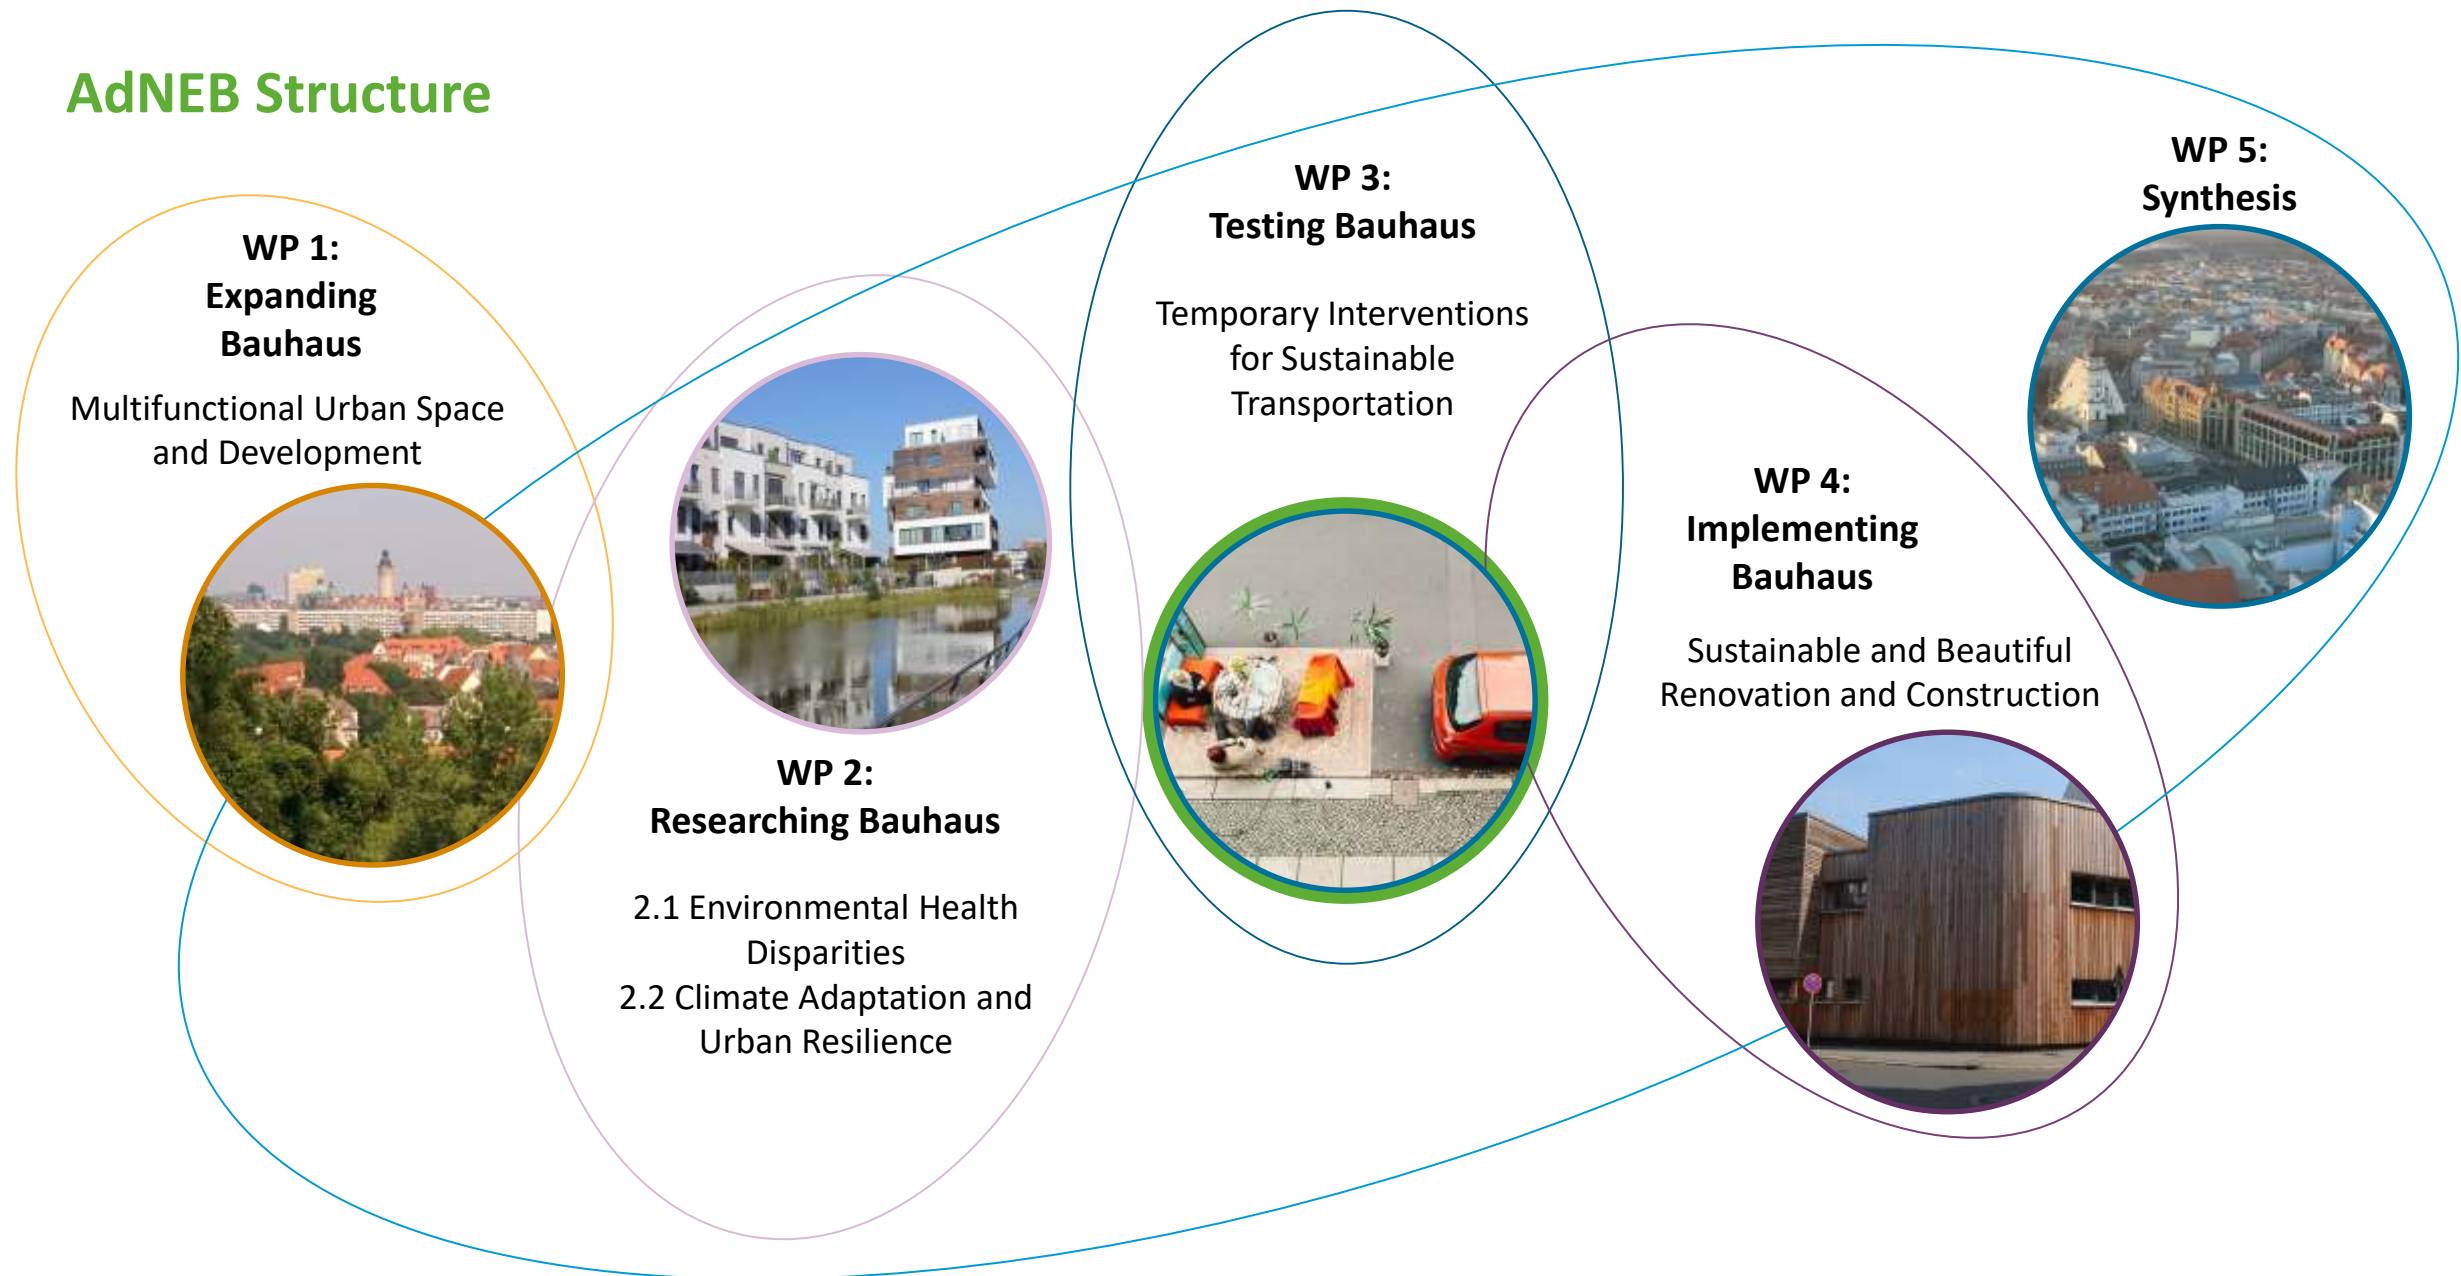 AdNEB Structure
WP 1:
Expanding
Bauhaus
Multifunctional Urban Space
and Development
WP 2:
Researching Bauhaus
2.1 Environmental Health
Disparities
2.2 Climate Adaptation and
Urban Resilience
WP 3:
Testing Bauhaus
Temporary Interventions
for Sustainable
Transportation
WP 4:
Implementing
Bauhaus
Sustainable and Beautiful
Renovation and Construction
WP 5:
Synthesis